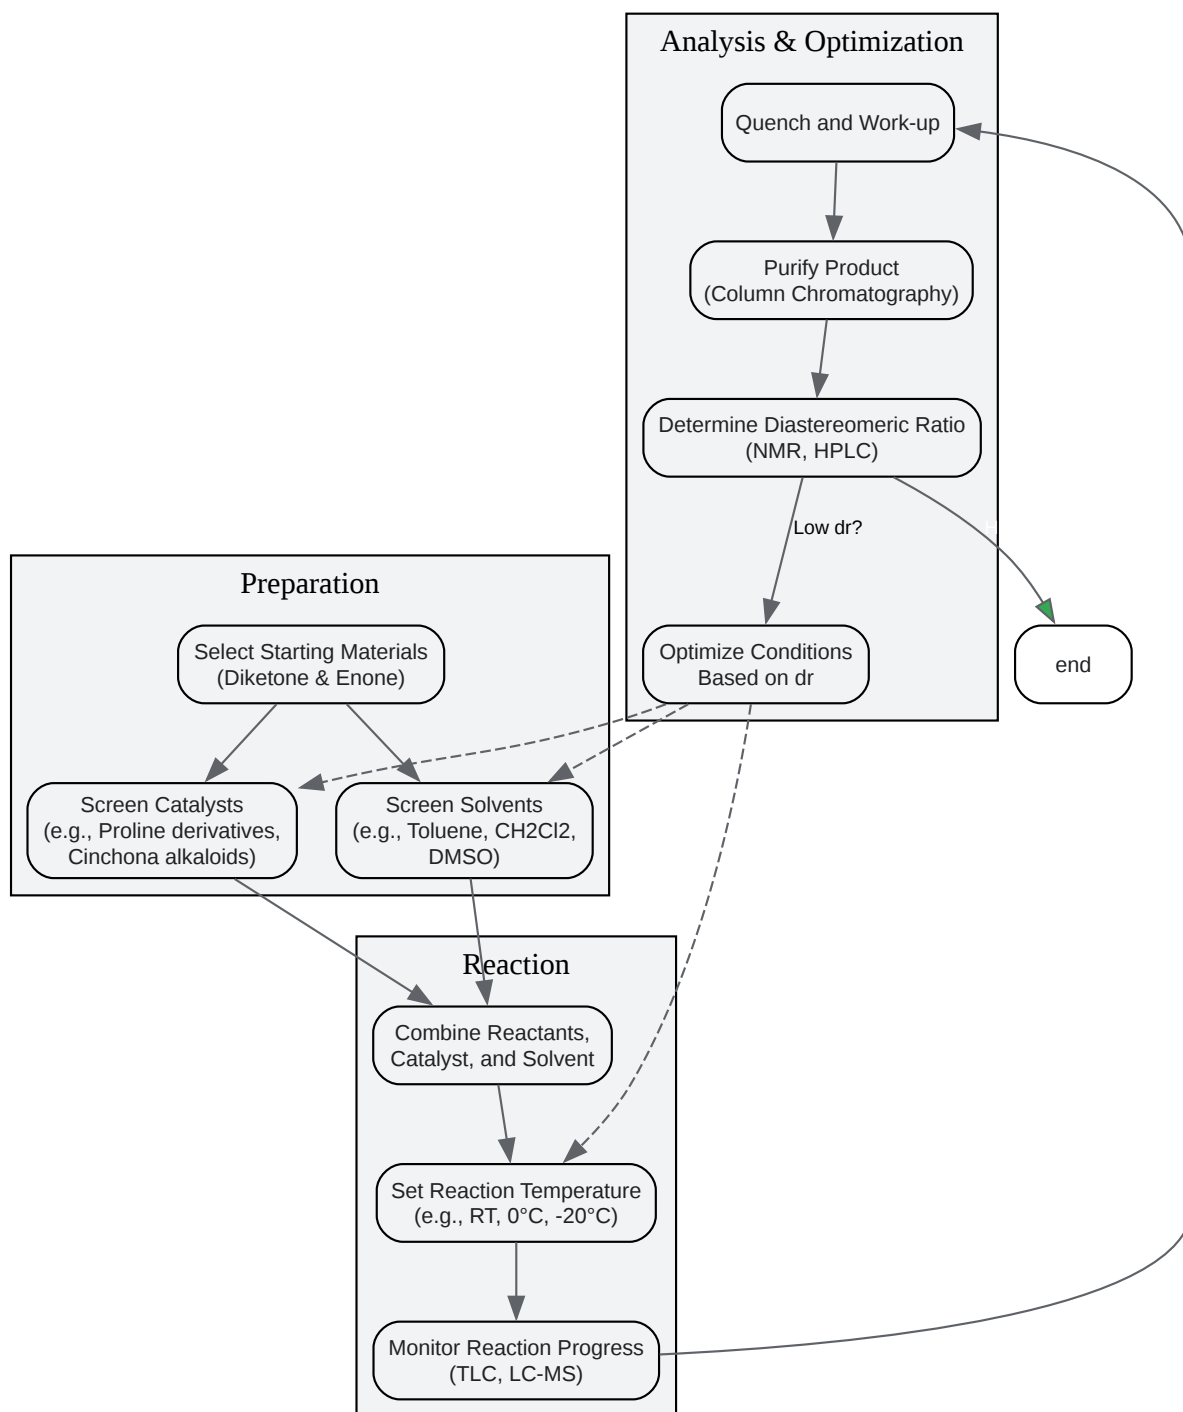 Analysis & Optimization
Quench and Work-up
Purify Product
(Column Chromatography)
Determine Diastereomeric Ratio
(NMR, HPLC)
Low dr?
H
Optimize Conditions
Based on dr
end
Preparation
Select Starting Materials
(Diketone & Enone)
Screen Catalysts
(e.g., Proline derivatives,
Cinchona alkaloids)
Screen Solvents
(e.g., Toluene, CH2Cl2,
DMSO)
Reaction
Combine Reactants,
Catalyst, and Solvent
Set Reaction Temperature
(e.g., RT, 0°C, -20°C)
Monitor Reaction Progress
(TLC, LC-MS)